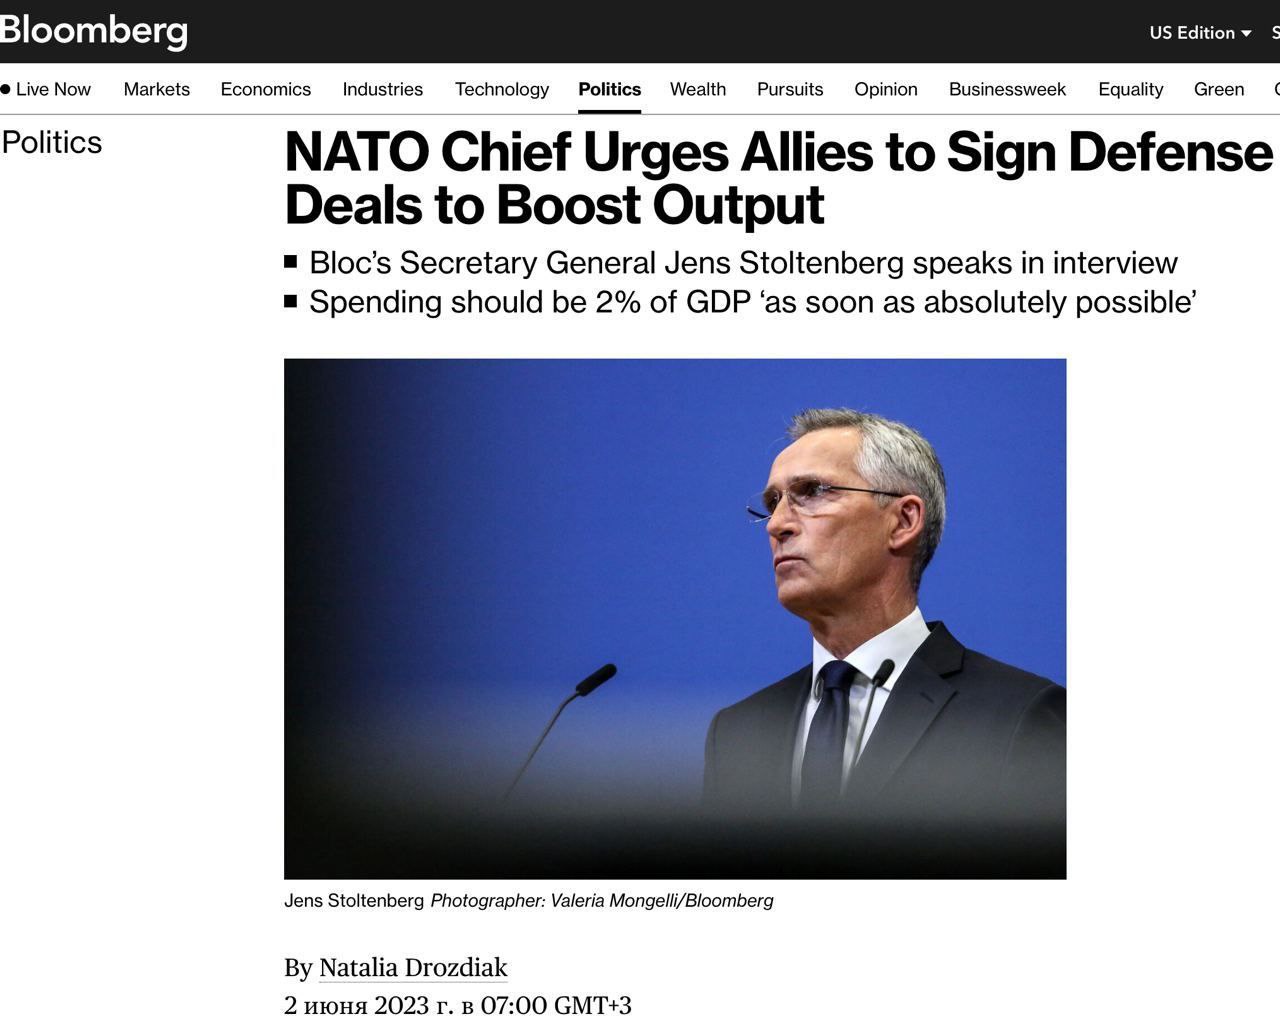 Bloomberg
US Edition
Live Now Markets Economics Industries Technology Politics Wealth Pursuits Opinion Businessweek Equality Green
Politics
NATO Chief Urges Allies to Sign Defense
Deals to Boost Output
Bloc’s Secretary General Jens Stoltenberg speaks in interview
Spending should be 2% of GDP ‘as soon as absolutely possible’
Jens Stoltenberg Photographer: Valeria Mongelli/Bloomberg
By Natalia Drozdiak
2 июня 2023 г. в 07:00 GMT+3